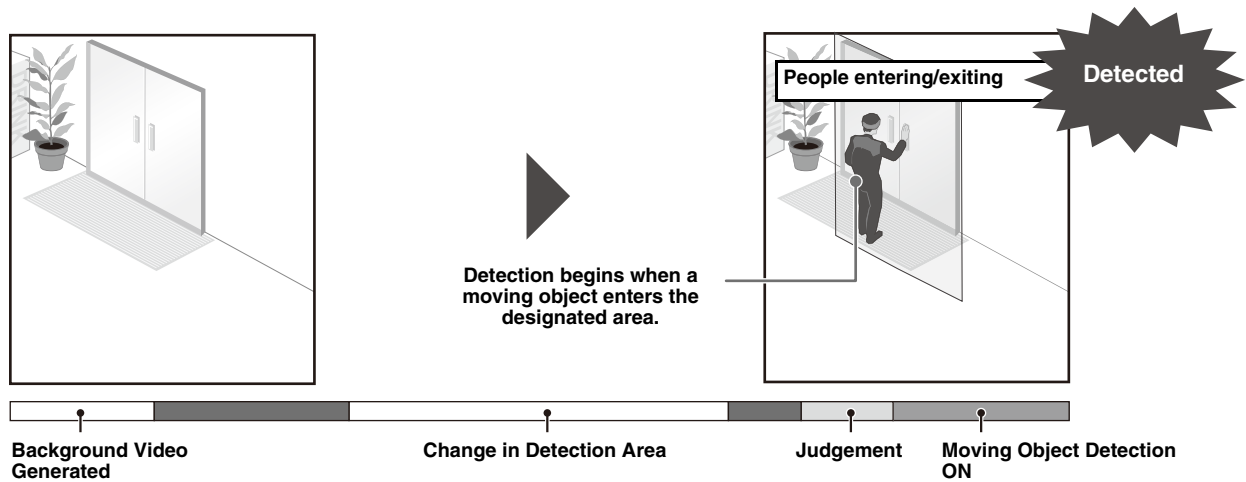 People entering/exiting
Detected
Detection begins when a
moving object enters the
designated area.
Background Video
Generated
Change in Detection Area
Judgement
Moving Object Detection
ON